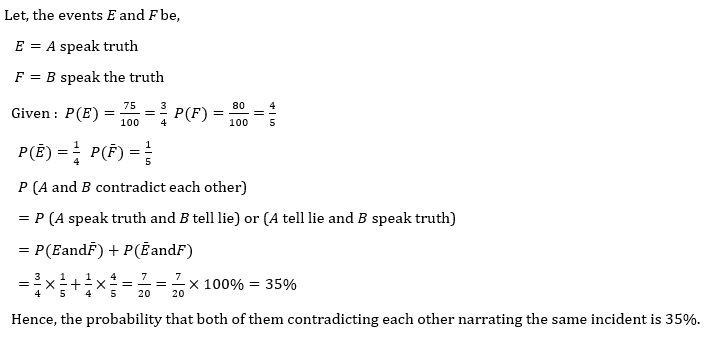 Let, the events E and F be,
E = A speak truth
F = B speak the truth
Given : P(E) = 75/100 = 3/4 P(F) = 80/100 = 4/5
P(Ē) = 1/4 P(F̄) = 1/5
P (A and B contradict each other)
= P (A speak truth and B tell lie) or (A tell lie and B speak truth)
= P(EandF̄) + P(ĒandF)
= 3/4 × 1/5 + 1/4 × 4/5 = 7/20 = 7/20 × 100% = 35%
Hence, the probability that both of them contradicting each other narrating the same incident is 35%.